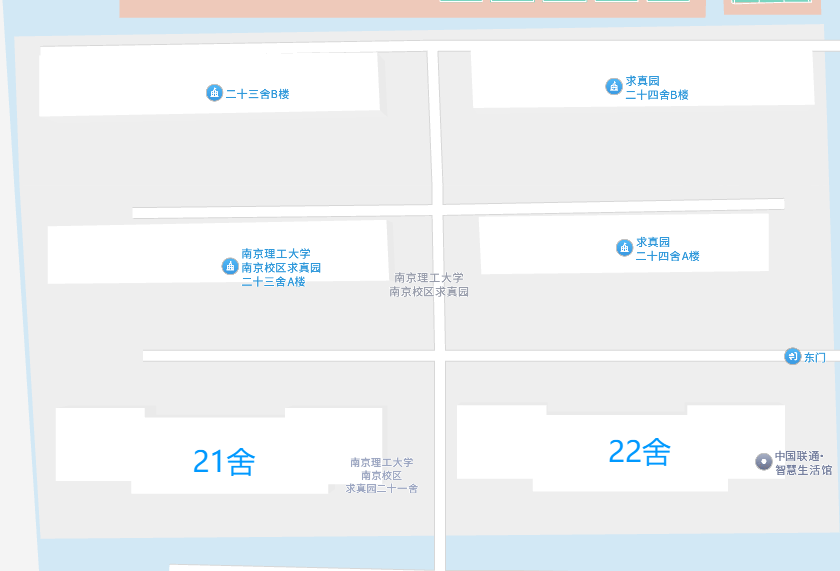 二十三舍B楼
求真园
二十四舍B楼
南京理工大学
南京校区求真园
二十三舍A楼
求真园
二十四舍A楼
南京理工大学
南京校区求真园
东门
21舍
22舍
南京理工大学
南京校区
求真园二十一舍
中国联通·
智慧生活馆